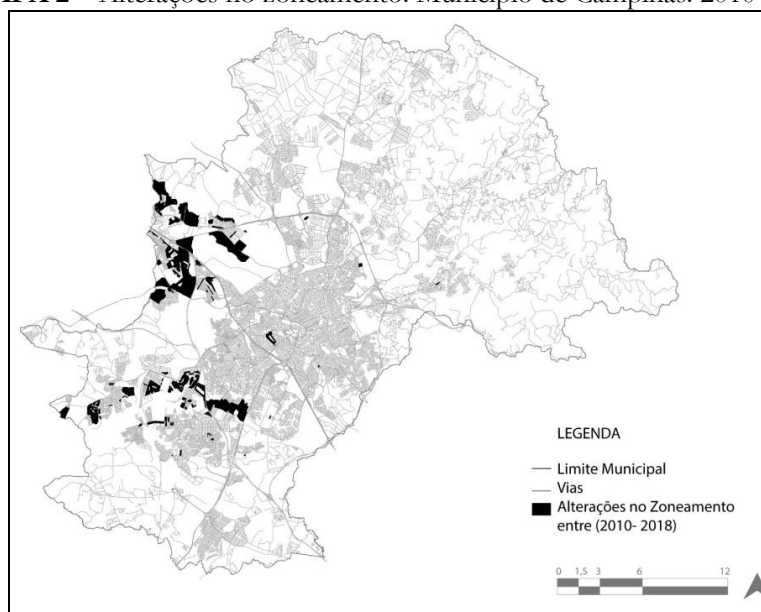 Alterações no zoneamento. Município de Campinas. 2010
LEGENDA
Limite Municipal
Vias
Alterações no Zoneamento
entre (2010- 2018)
0 1,5 3 6 12